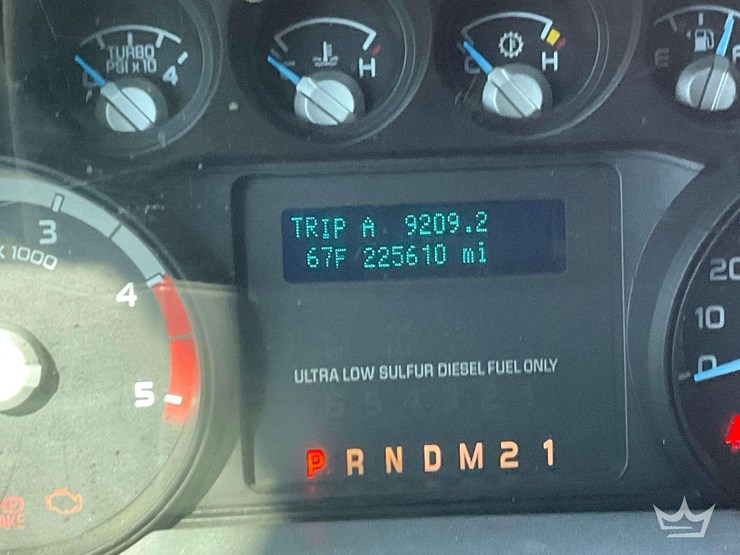 TURBO
PSI x 10
0 4
H
C H
E F
TRIP A 9209.2
67F 225610 mi
3
X 1000
4
5
20
10
0
ULTRA LOW SULFUR DIESEL FUEL ONLY
P R N D M 2 1